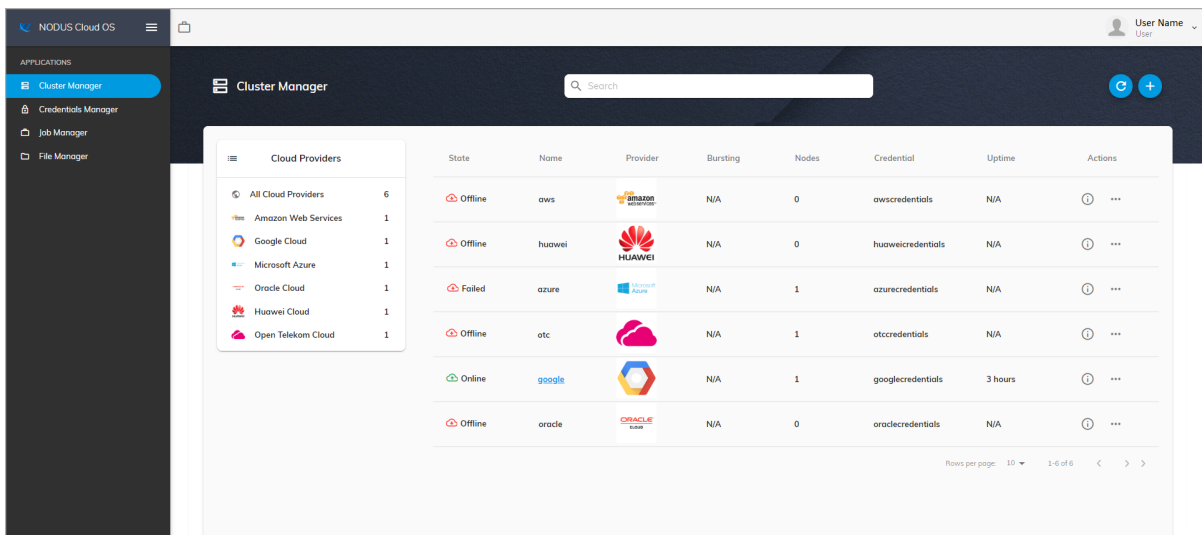 NODUS Cloud OS
User Name
User
APPLICATIONS
Cluster Manager
Credentials Manager
Job Manager
File Manager
Cluster Manager
Search
Cloud Providers
All Cloud Providers 6
Amazon Web Services 1
Google Cloud 1
Microsoft Azure 1
Oracle Cloud 1
Huawei Cloud 1
Open Telekom Cloud 1
State Name Provider Bursting Nodes Credential Uptime Actions
Offline aws amazon webservices N/A 0 awscredentials N/A
Offline huawei HUAWEI N/A 0 huaweicredentials N/A
Failed azure Microsoft Azure N/A 1 azurecredentials N/A
Offline otc N/A 1 otccredentials N/A
Online google N/A 1 googlecredentials 3 hours
Offline oracle ORACLE CLOUD N/A 0 oraclecredentials N/A
Rows per page: 10 1-6 of 6